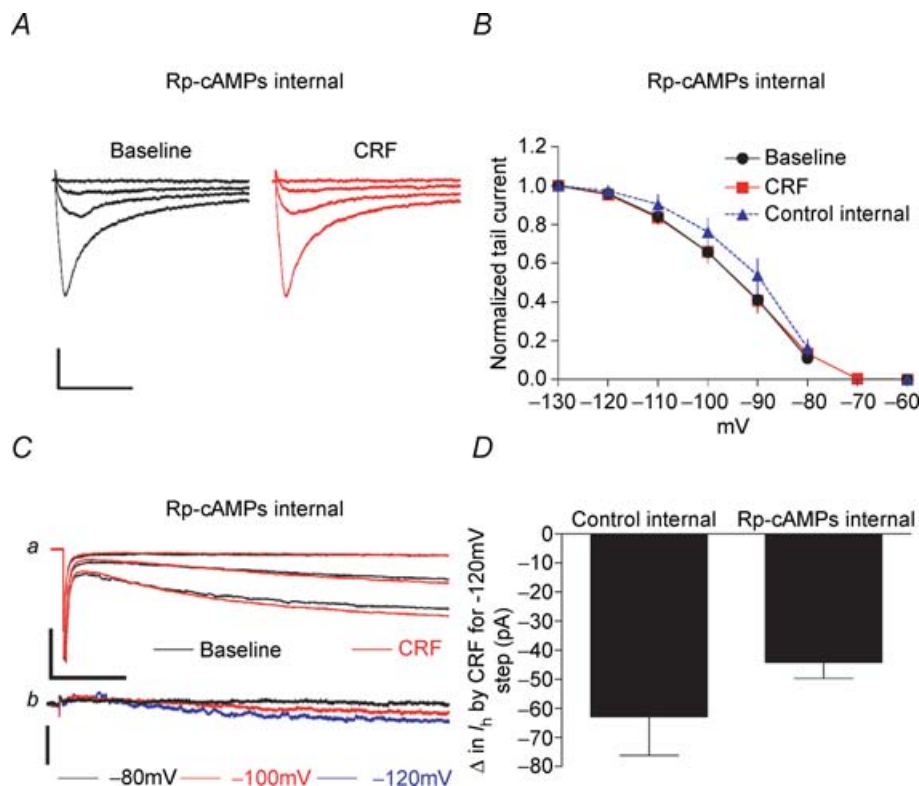 A
Rp-cAMPs internal
Baseline
CRF
B
Rp-cAMPs internal
Normalized tail current
1.2
1.0
0.8
0.6
0.4
0.2
0.0
Baseline
CRF
Control internal
–130 –120 –110 –100 –90 –80 –70 –60
mV
C
Rp-cAMPs internal
a
Baseline
CRF
b
–80mV
–100mV
–120mV
D
Control internal
Rp-cAMPs internal
Δ in Ih by CRF for -120mV
step (pA)
0
–10
–20
–30
–40
–50
–60
–70
–80